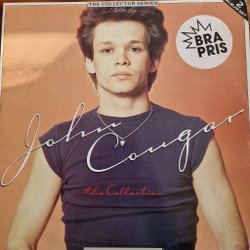 THE COLLECTOR SERIES
BRA
PRIS
John
Cougar
the Collection